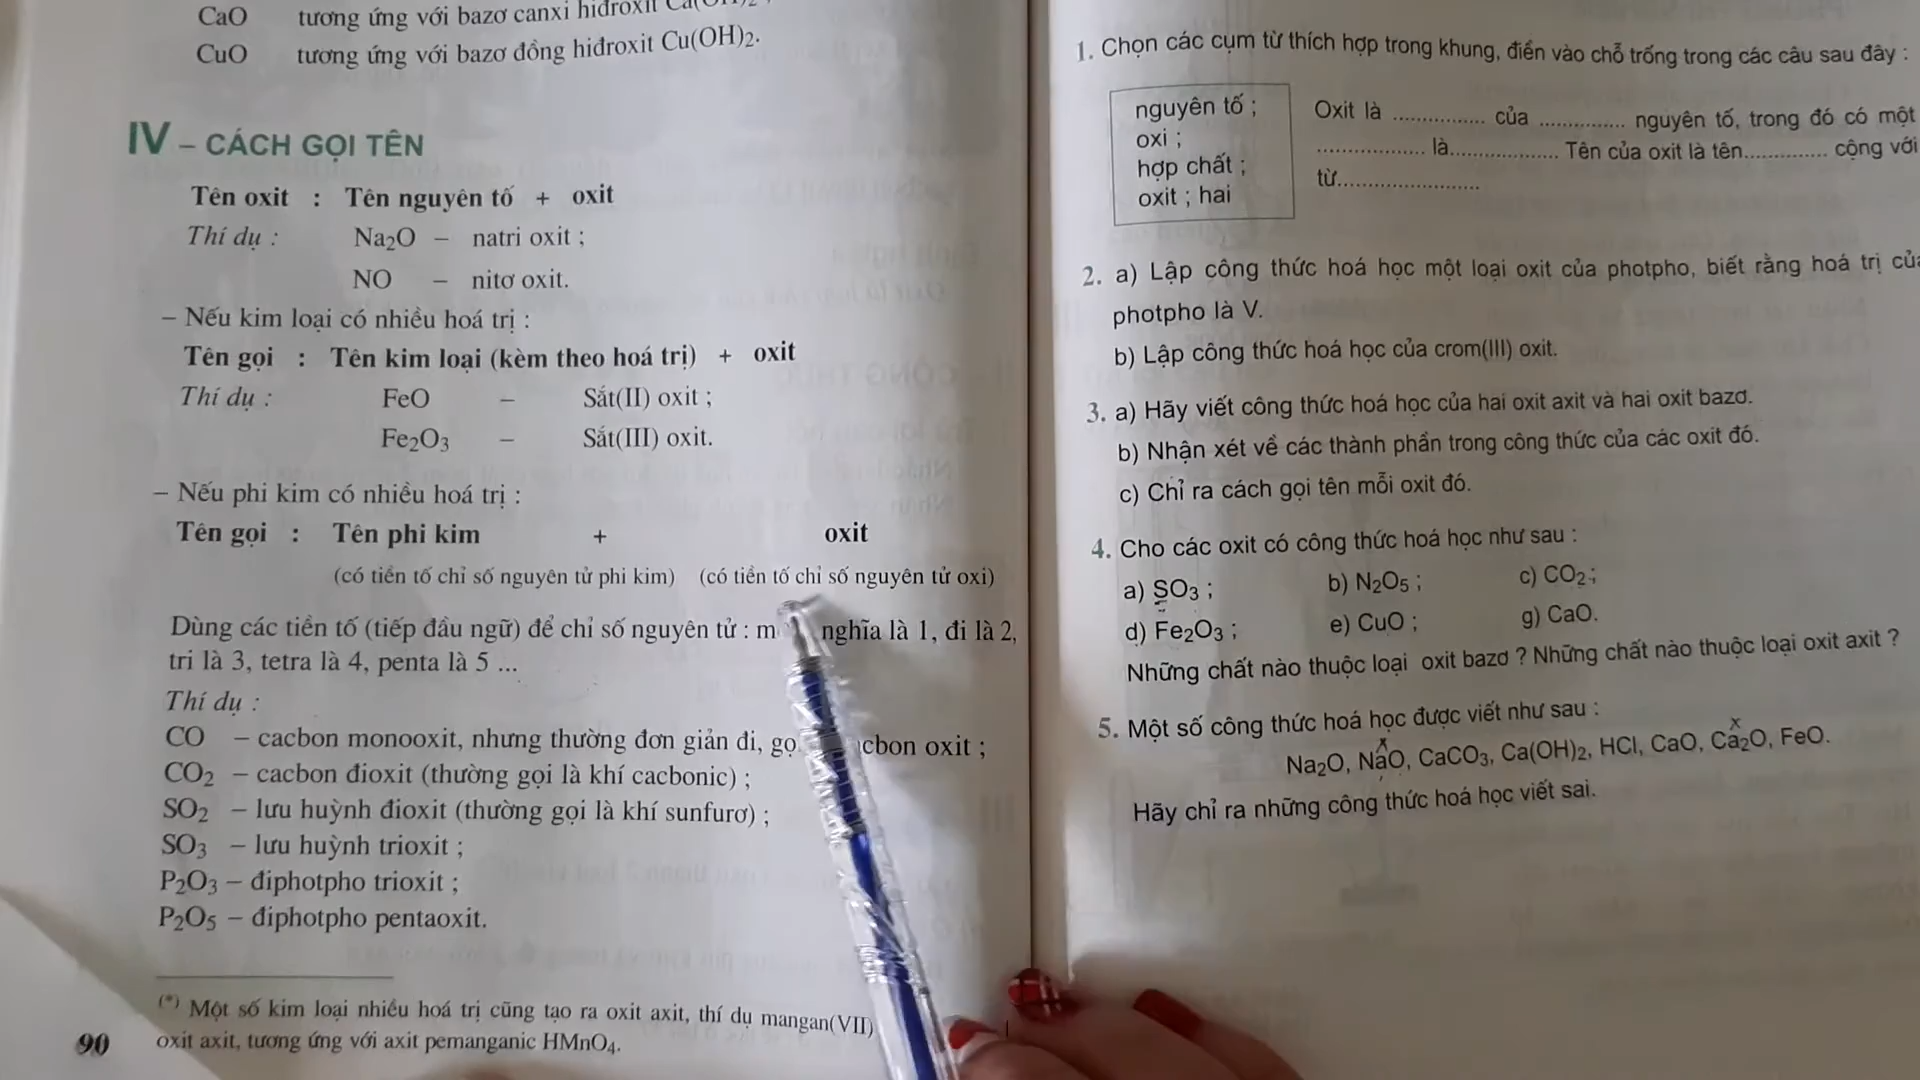 CaO tương ứng với bazơ canxi hiđroxit
CuO tương ứng với bazơ đồng hiđroxit Cu(OH)₂.
IV – CÁCH GỌI TÊN
Tên oxit : Tên nguyên tố + oxit
Thí dụ : Na₂O – natri oxit ;
NO – nitơ oxit.
– Nếu kim loại có nhiều hoá trị :
Tên gọi : Tên kim loại (kèm theo hoá trị) + oxit
Thí dụ : FeO – Sắt(II) oxit ;
Fe₂O₃ – Sắt(III) oxit.
– Nếu phi kim có nhiều hoá trị :
Tên gọi : Tên phi kim + oxit
(có tiền tố chỉ số nguyên tử phi kim) (có tiền tố chỉ số nguyên tử oxi)
Dùng các tiền tố (tiếp đầu ngữ) để chỉ số nguyên tử : nghĩa là 1, đi là 2,
tri là 3, tetra là 4, penta là 5 ...
Thí dụ :
CO – cacbon monooxit, nhưng thường đơn giản đi, oxit ;
CO₂ – cacbon đioxit (thường gọi là khí cacbonic) ;
SO₂ – lưu huỳnh đioxit (thường gọi là khí sunfurơ) ;
SO₃ – lưu huỳnh trioxit ;
P₂O₃ – điphotpho trioxit ;
P₂O₅ – điphotpho pentaoxit.
(*) Một số kim loại nhiều hoá trị cũng tạo ra oxit axit, thí dụ mangan(VII)
oxit axit, tương ứng với axit pemanganic HMnO₄.
90
1. Chọn các cụm từ thích hợp trong khung, điền vào chỗ trống trong các câu sau đây :
nguyên tố ;
oxi ;
hợp chất ;
oxit ; hai
Oxit là ............... của .............. nguyên tố, trong đó có một
.................. là.................. Tên của oxit là tên.............. cộng với
từ........................
2. a) Lập công thức hoá học một loại oxit của photpho, biết rằng hoá trị của
photpho là V.
b) Lập công thức hoá học của crom(III) oxit.
3. a) Hãy viết công thức hoá học của hai oxit axit và hai oxit bazơ.
b) Nhận xét về các thành phần trong công thức của các oxit đó.
c) Chỉ ra cách gọi tên mỗi oxit đó.
4. Cho các oxit có công thức hoá học như sau :
a) SO₃ ; b) N₂O₅ ; c) CO₂ ;
d) Fe₂O₃ ; e) CuO ; g) CaO.
Những chất nào thuộc loại oxit bazơ ? Những chất nào thuộc loại oxit axit ?
5. Một số công thức hoá học được viết như sau :
x x
Na₂O, NaO, CaCO₃, Ca(OH)₂, HCl, CaO, Ca₂O, FeO.
Hãy chỉ ra những công thức hoá học viết sai.